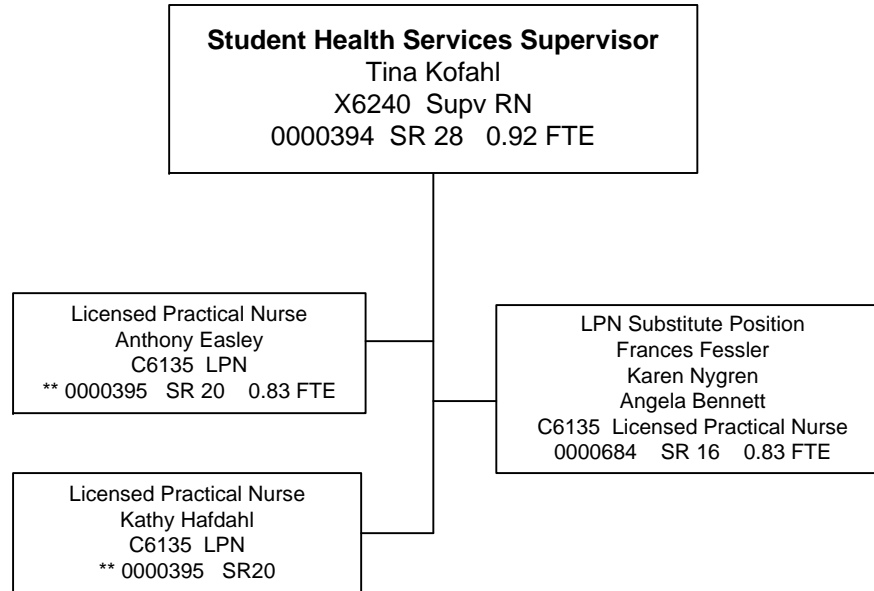 Student Health Services Supervisor
Tina Kofahl
X6240 Supv RN
0000394 SR 28 0.92 FTE
Licensed Practical Nurse
Anthony Easley
C6135 LPN
** 0000395 SR 20 0.83 FTE
LPN Substitute Position
Frances Fessler
Karen Nygren
Angela Bennett
C6135 Licensed Practical Nurse
0000684 SR 16 0.83 FTE
Licensed Practical Nurse
Kathy Hafdahl
C6135 LPN
** 0000395 SR20